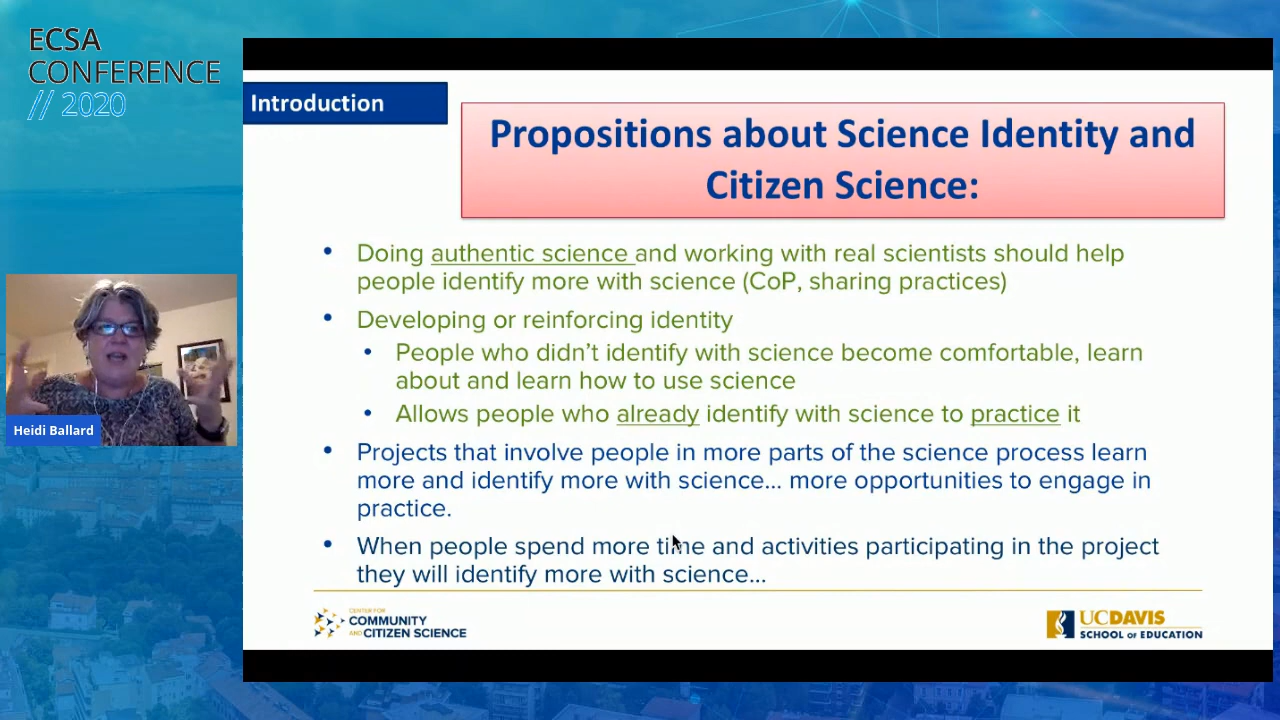 ECSA
CONFERENCE
// 2020
Introduction
Propositions about Science Identity and
Citizen Science:
• Doing authentic science and working with real scientists should help
people identify more with science (CoP, sharing practices)
• Developing or reinforcing identity
• People who didn’t identify with science become comfortable, learn
about and learn how to use science
• Allows people who already identify with science to practice it
• Projects that involve people in more parts of the science process learn
more and identify more with science... more opportunities to engage in
practice.
• When people spend more time and activities participating in the project
they will identify more with science...
Heidi Ballard
CENTER FOR
COMMUNITY
AND CITIZEN SCIENCE
UCDAVIS
SCHOOL OF EDUCATION